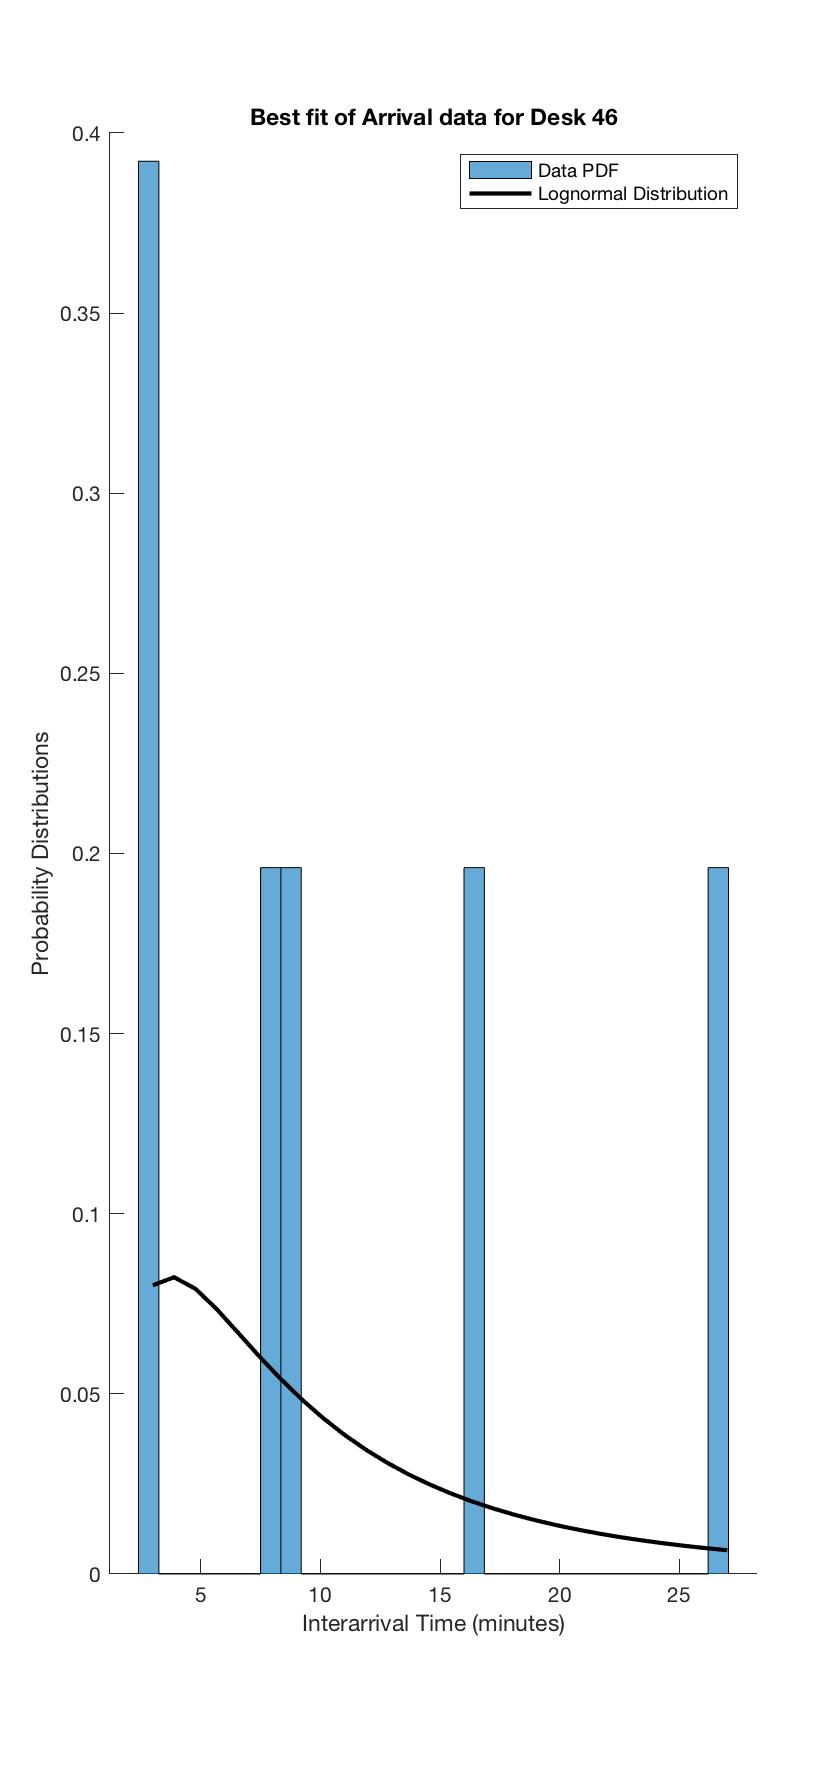 Best fit of Arrival data for Desk 46
Data PDF
Lognormal Distribution
0.4
0.35
0.3
0.25
0.2
0.15
0.1
0.05
0
Probability Distributions
5 10 15 20 25
Interarrival Time (minutes)